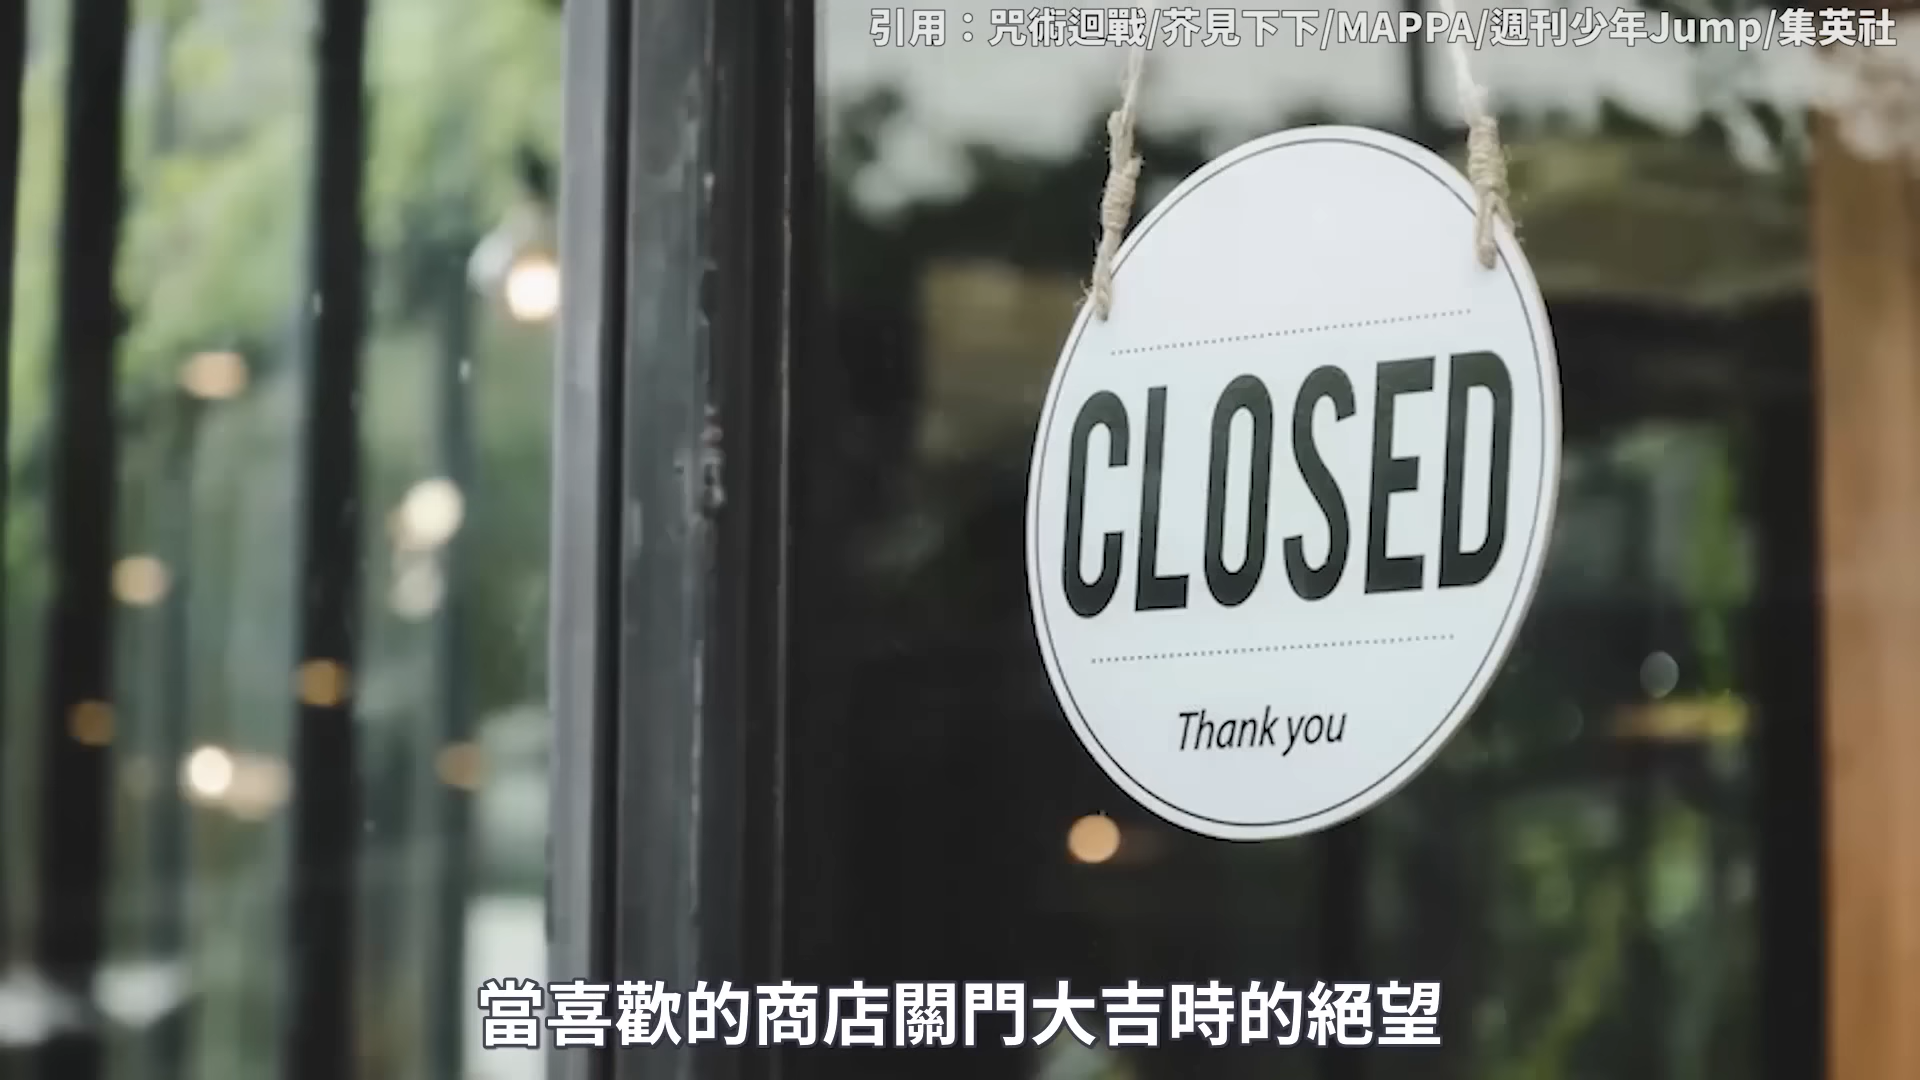 引用：咒術迴戰/芥見下下/MAPPA/週刊少年Jump/集英社
CLOSED
Thank you
當喜歡的商店關門大吉時的絕望